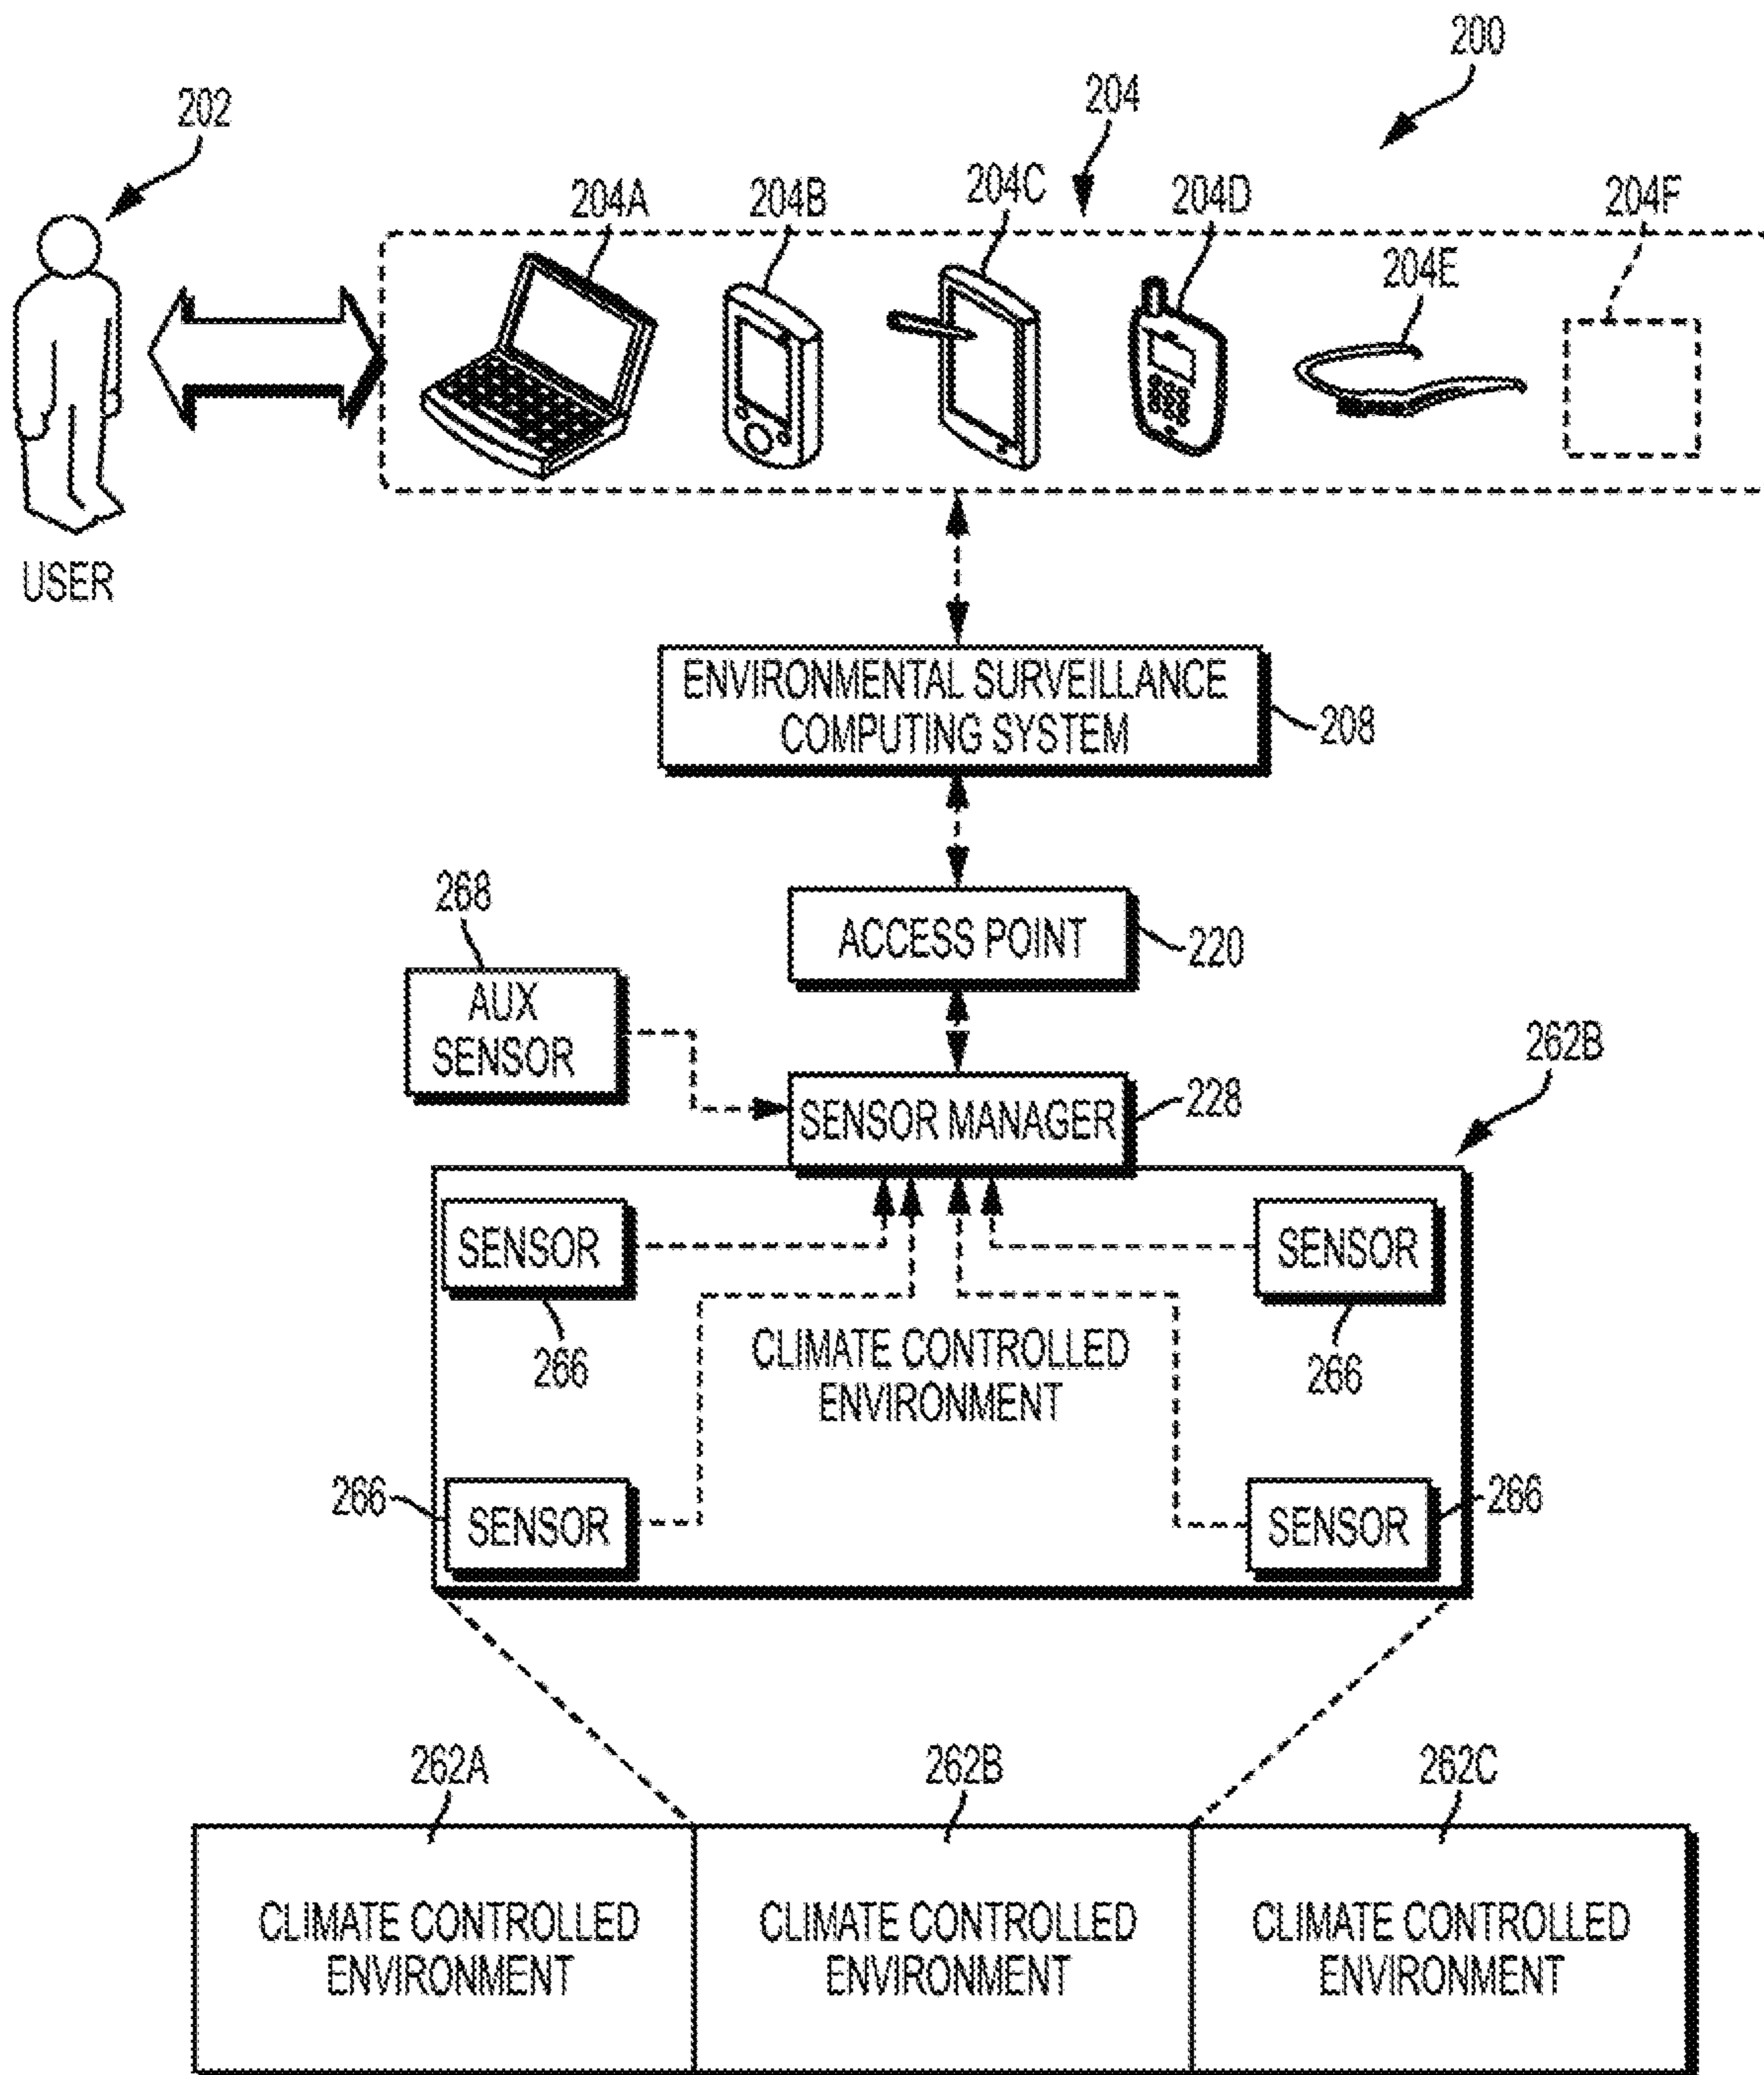 200
202
204
204A
204B
204C
204D
204E
204F
USER
ENVIRONMENTAL SURVEILLANCE
COMPUTING SYSTEM
208
268
ACCESS POINT
220
AUX
SENSOR
262B
SENSOR MANAGER
228
SENSOR
SENSOR
266
CLIMATE CONTROLLED
ENVIRONMENT
266
266
SENSOR
SENSOR
266
262A
262B
262C
CLIMATE CONTROLLED
ENVIRONMENT
CLIMATE CONTROLLED
ENVIRONMENT
CLIMATE CONTROLLED
ENVIRONMENT